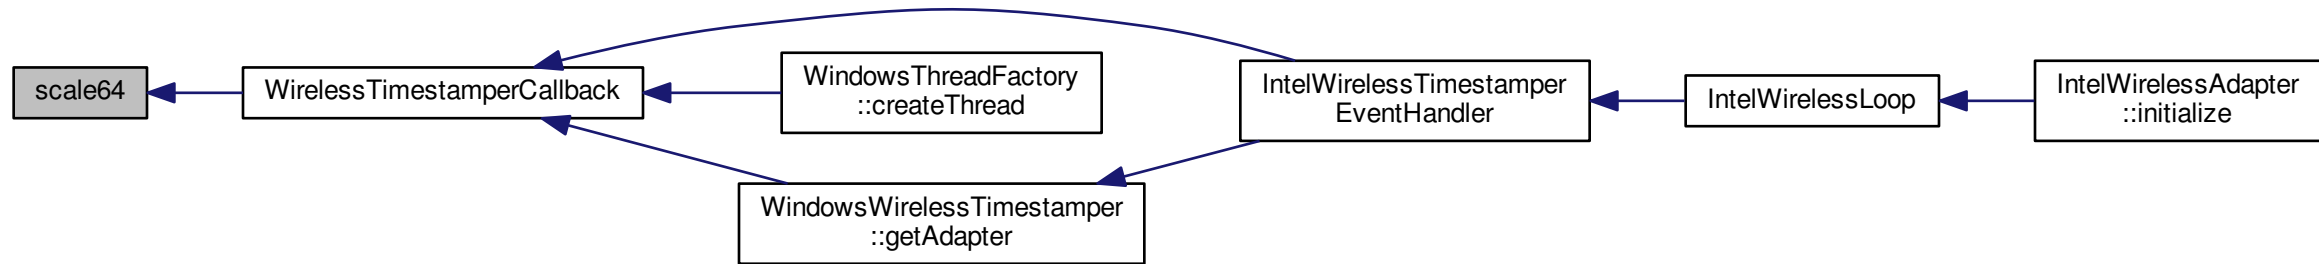 scale64
WirelessTimestamperCallback
WindowsThreadFactory
::createThread
WindowsWirelessTimestamper
::getAdapter
IntelWirelessTimestamper
EventHandler
IntelWirelessLoop
IntelWirelessAdapter
::initialize